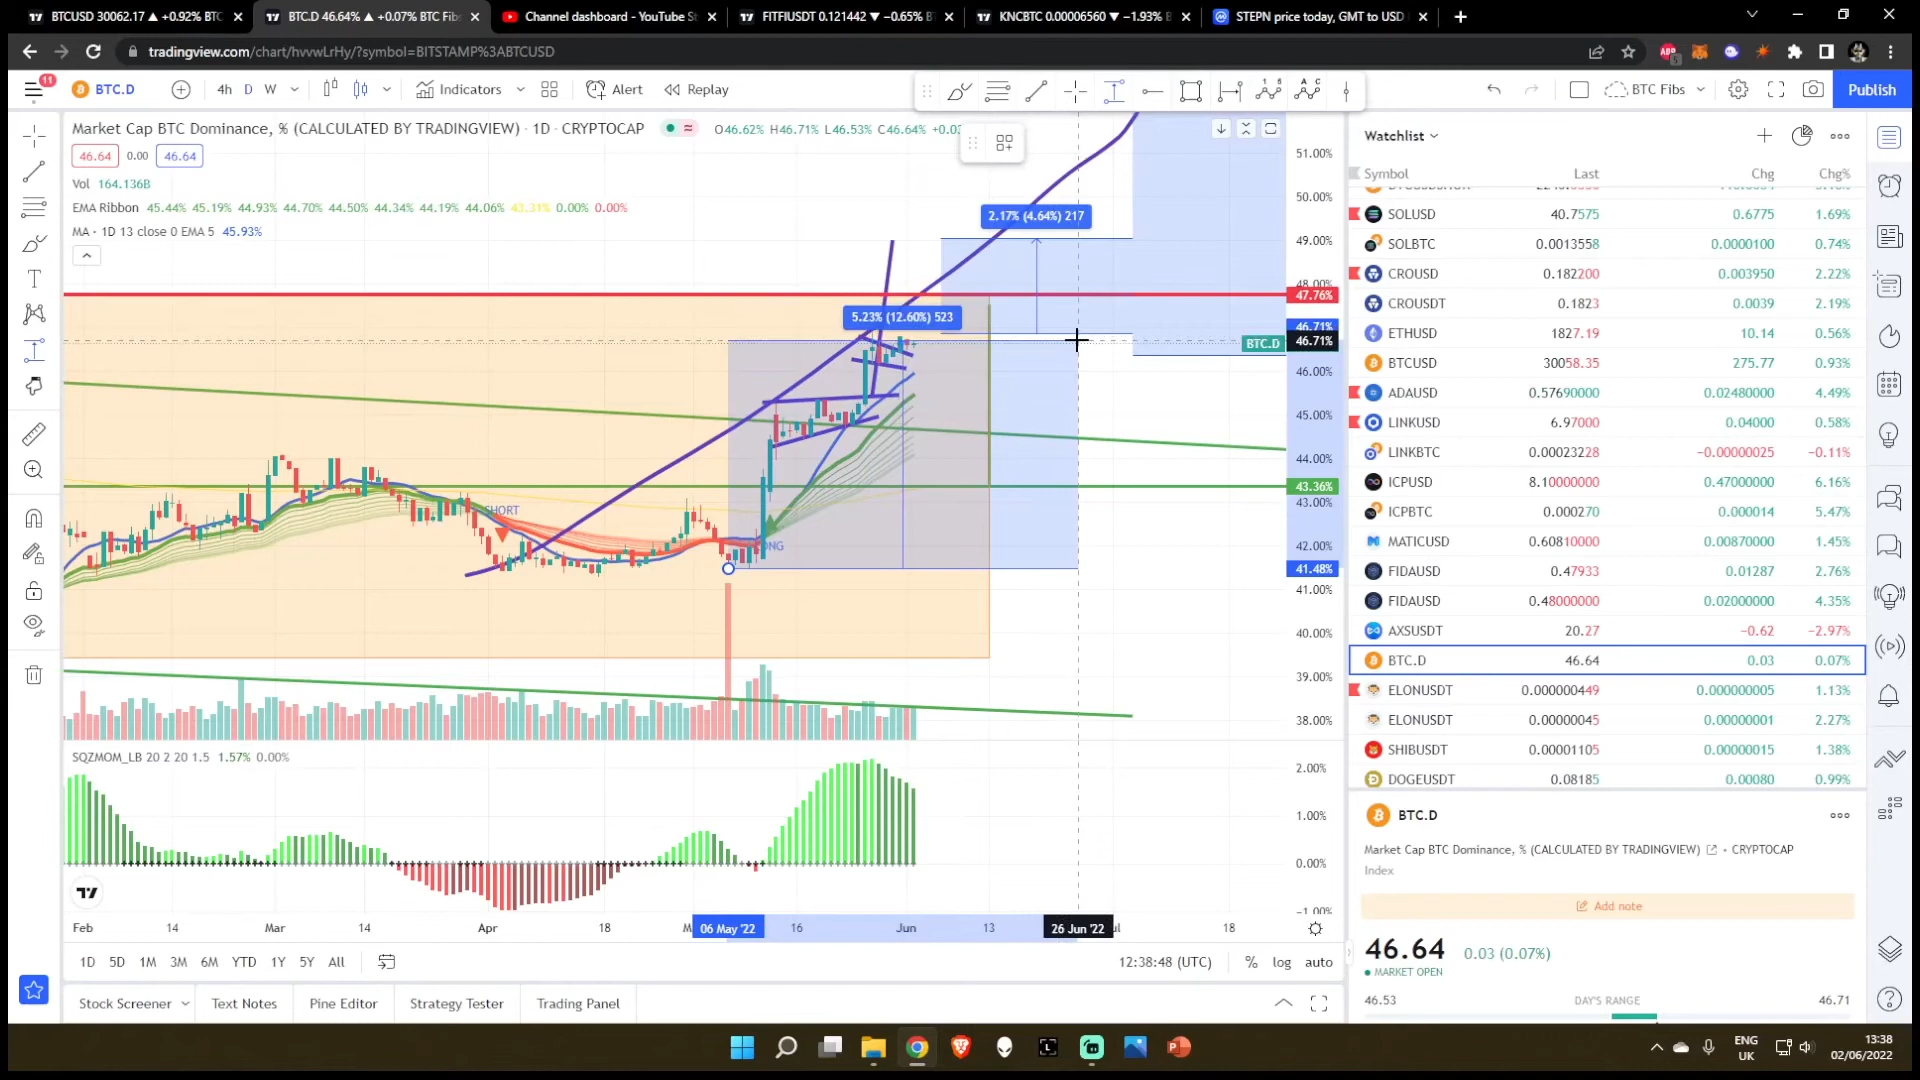 BTCUSD 30062.17 ▲ +0.92% BTC
BTC.D 46.64% ▲ +0.07% BTC Fibs
Channel dashboard - YouTube St
FITFIUSDT 0.121442 ▼ −0.65% B
KNCBTC 0.00006560 ▼ −1.93% B
STEPN price today, GMT to USD
tradingview.com/chart/hvvwLrHy/?symbol=BITSTAMP%3ABTCUSD
11
BTC.D
4h D W
Indicators
Alert
Replay
BTC Fibs
Publish
Market Cap BTC Dominance, % (CALCULATED BY TRADINGVIEW) · 1D · CRYPTOCAP
O46.62% H46.71% L46.53% C46.64%
46.64 0.00 46.64
Vol 164.136B
EMA Ribbon 45.44% 45.19% 44.93% 44.70% 44.50% 44.34% 44.19% 44.06% 43.31% 0.00% 0.00%
MA · 1D 13 close 0 EMA 5 45.93%
2.17% (4.64%) 217
5.23% (12.60%) 523
SHORT
51.00%
50.00%
49.00%
48.00%
47.76%
46.71%
46.71%
BTC.D
46.00%
45.00%
44.00%
43.36%
43.00%
42.00%
41.48%
41.00%
40.00%
39.00%
38.00%
SQZMOM_LB 20 2 20 1.5 1.57% 0.00%
2.00%
1.00%
0.00%
−1.00%
Feb 14 Mar 14 Apr 18 06 May '22 16 Jun 13 26 Jun '22 18
1D 5D 1M 3M 6M YTD 1Y 5Y All
12:38:48 (UTC) % log auto
Stock Screener Text Notes Pine Editor Strategy Tester Trading Panel
Watchlist
Symbol Last Chg Chg%
SOLUSD 40.7575 0.6775 1.69%
SOLBTC 0.0013558 0.0000100 0.74%
CROUSD 0.182200 0.003950 2.22%
CROUSDT 0.1823 0.0039 2.19%
ETHUSD 1827.19 10.14 0.56%
BTCUSD 30058.35 275.77 0.93%
ADAUSD 0.57690000 0.02480000 4.49%
LINKUSD 6.97000 0.04000 0.58%
LINKBTC 0.00023228 −0.00000025 −0.11%
ICPUSD 8.10000000 0.47000000 6.16%
ICPBTC 0.000270 0.000014 5.47%
MATICUSD 0.60810000 0.00870000 1.45%
FIDAUSD 0.47933 0.01287 2.76%
FIDAUSD 0.48000000 0.02000000 4.35%
AXSUSDT 20.27 −0.62 −2.97%
BTC.D 46.64 0.03 0.07%
ELONUSDT 0.000000449 0.000000005 1.13%
ELONUSDT 0.00000045 0.00000001 2.27%
SHIBUSDT 0.00001105 0.00000015 1.38%
DOGEUSDT 0.08185 0.00080 0.99%
BTC.D
Market Cap BTC Dominance, % (CALCULATED BY TRADINGVIEW) • CRYPTOCAP
Index
Add note
46.64 0.03 (0.07%)
MARKET OPEN
46.53 DAY'S RANGE 46.71
ENG
UK
13:38
02/06/2022